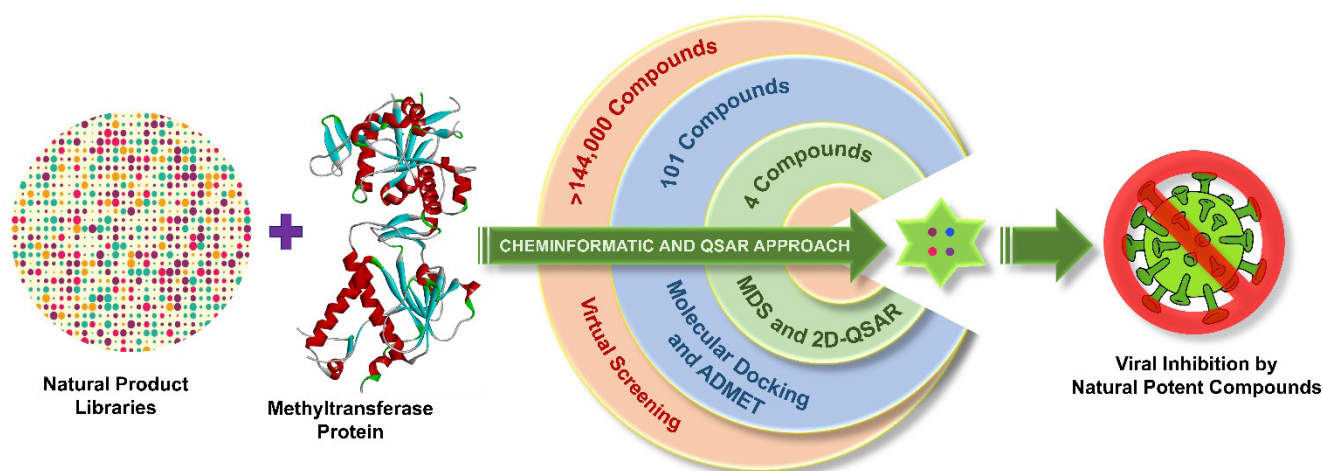 Natural Product
Libraries
Methyltransferase
Protein
CHEMINFORMATIC AND QSAR APPROACH
>144,000 Compounds
101 Compounds
4 Compounds
Virtual Screening
Molecular Docking
and ADMET
MDS and 2D-QSAR
Viral Inhibition by
Natural Potent Compounds